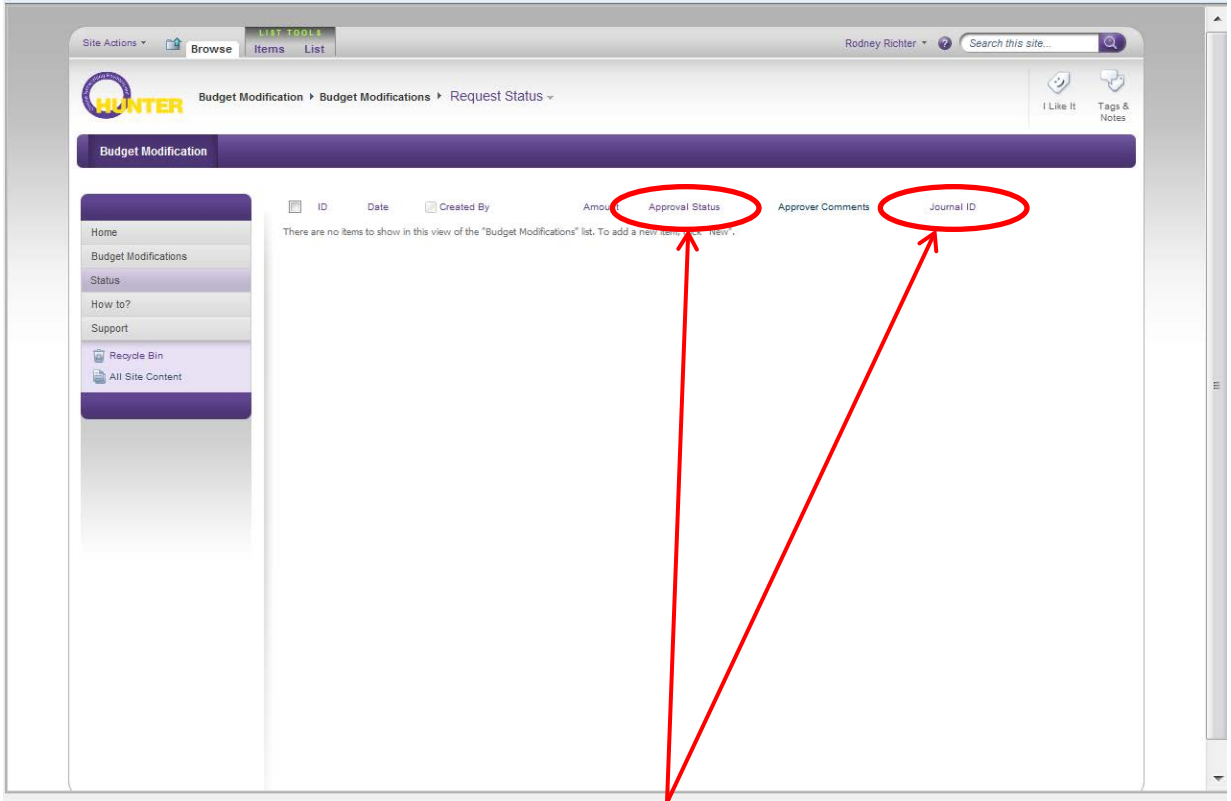 LIST TOOLS
Site Actions Browse Items List Rodney Richter Search this site...
HUNTER
Budget Modification Budget Modifications Request Status
I Like It Tags & Notes
Budget Modification
ID Date Created By Amount Approval Status Approver Comments Journal ID
There are no items to show in this view of the "Budget Modifications" list. To add a new item, click "New".
Home
Budget Modifications
Status
How to?
Support
Recycle Bin
All Site Content